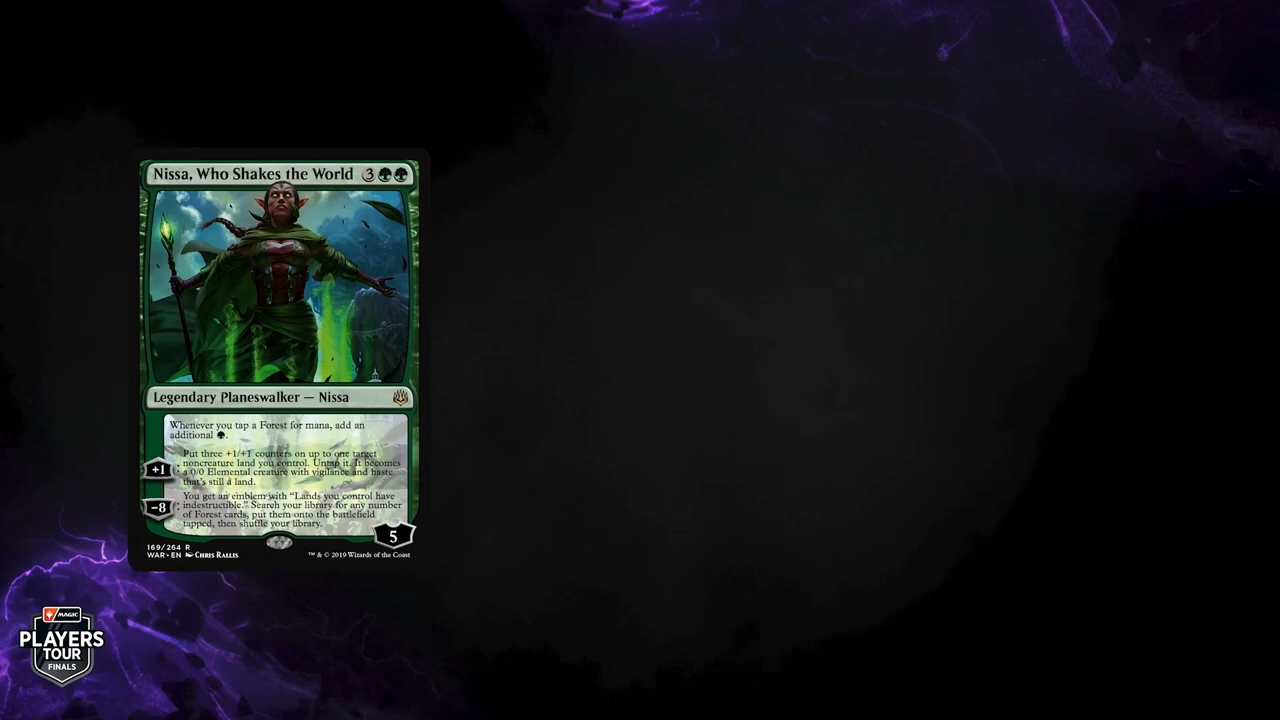 Nissa, Who Shakes the World 3
Legendary Planeswalker — Nissa
Whenever you tap a Forest for mana, add an
additional .
Put three +1/+1 counters on up to one target
noncreature land you control. Untap it. It becomes
+1 : a 0/0 Elemental creature with vigilance and haste
that's still a land.
You get an emblem with "Lands you control have
-8 : indestructible." Search your library for any number
of Forest cards, put them onto the battlefield
tapped, then shuffle your library.
5
169/264 R
WAR • EN Chris Rallis
™ & © 2019 Wizards of the Coast
MAGIC
PLAYERS
TOUR
FINALS